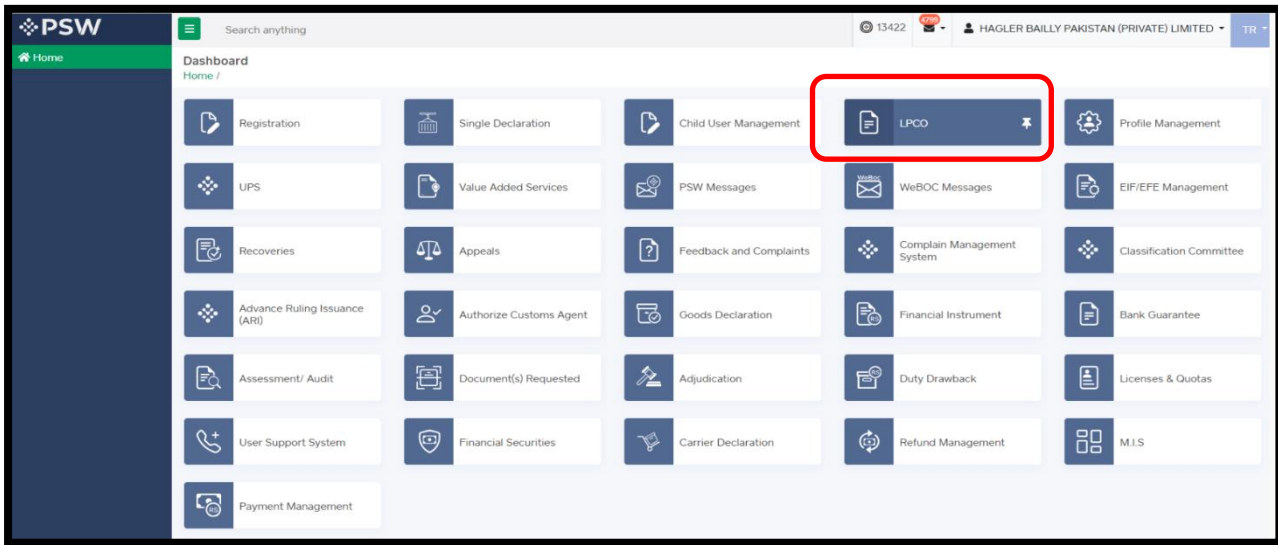 PSW
Search anything
13422
4799
HAGLER BAILLY PAKISTAN (PRIVATE) LIMITED
TR
Home
Dashboard
Home /
Registration
Single Declaration
Child User Management
LPCO
Profile Management
UPS
Value Added Services
PSW Messages
WeBOC
WeBOC Messages
EIF/EFE Management
Recoveries
Appeals
Feedback and Complaints
Complain Management
System
Classification Committee
Advance Ruling Issuance
(ARI)
Authorize Customs Agent
Goods Declaration
RS
Financial Instrument
Bank Guarantee
Assessment/ Audit
Document(s) Requested
Adjudication
RS
Duty Drawback
Licenses & Quotas
User Support System
Financial Securities
Carrier Declaration
Refund Management
M.I.S
RS
Payment Management